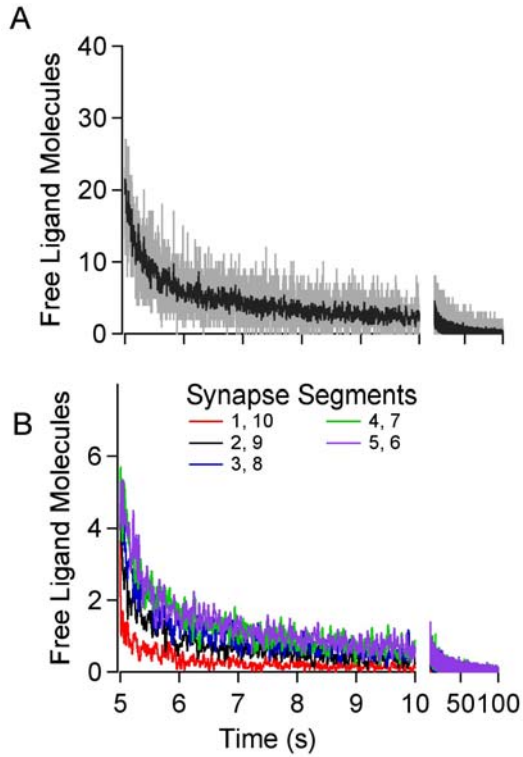 A
40
30
20
10
0
Free Ligand Molecules
B
Synapse Segments
1, 10
4, 7
2, 9
5, 6
3, 8
6
4
2
0
Free Ligand Molecules
5 6 7 8 9 10 50 100
Time (s)